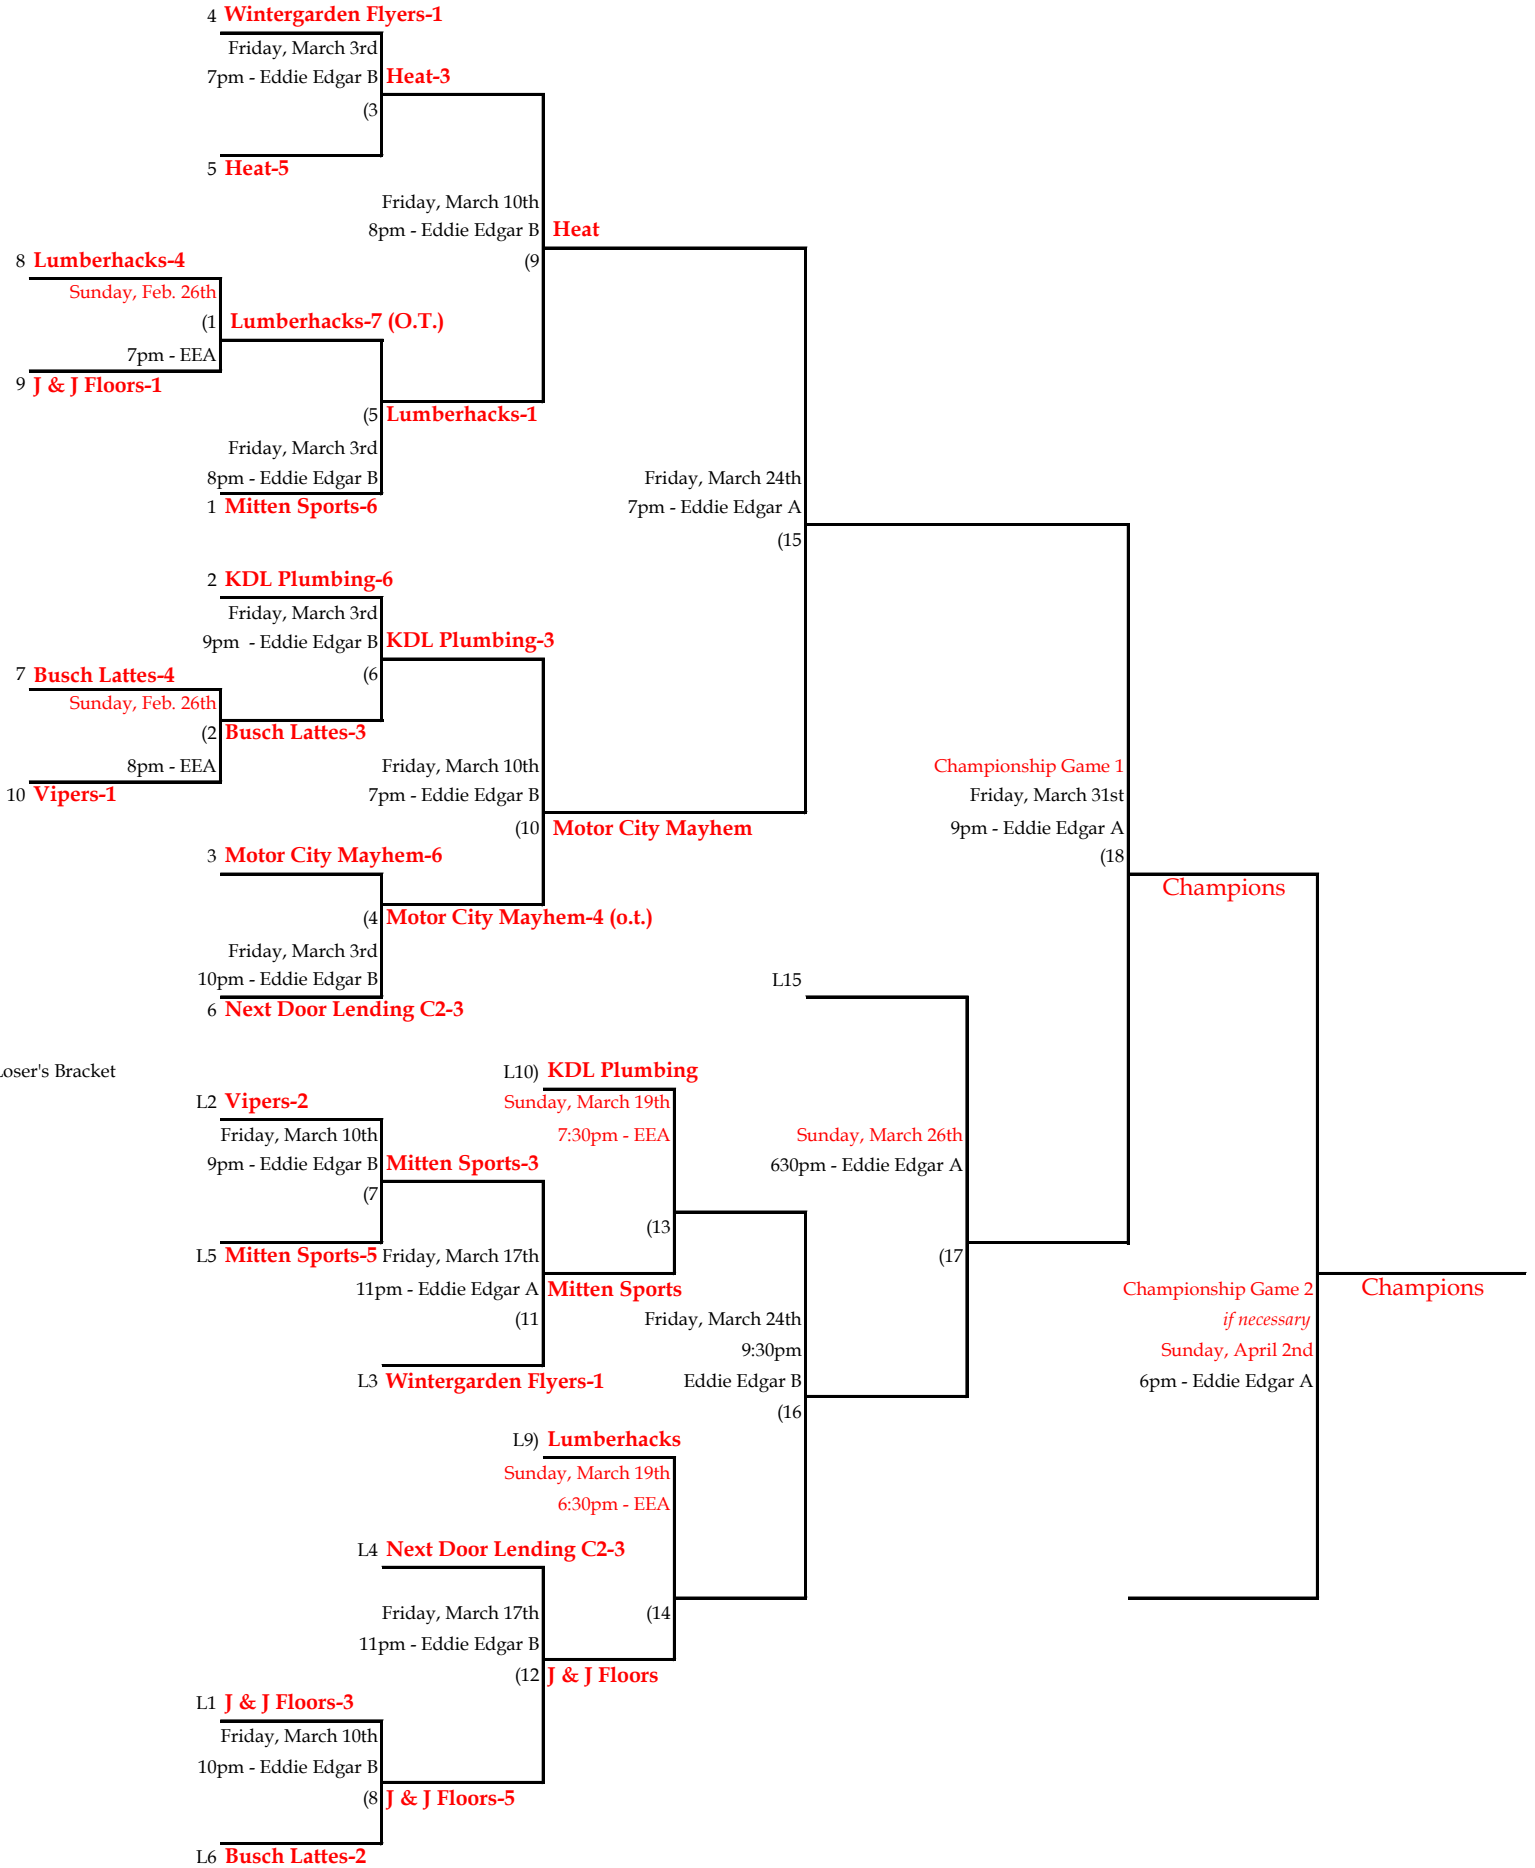 4 Wintergarden Flyers-1
Friday, March 3rd
7pm - Eddie Edgar B
Heat-3
(3
5 Heat-5
Friday, March 10th
8pm - Eddie Edgar B
Heat
(9
8 Lumberhacks-4
Sunday, Feb. 26th
(1
Lumberhacks-7 (O.T.)
7pm - EEA
9 J & J Floors-1
(5
Lumberhacks-1
Friday, March 3rd
8pm - Eddie Edgar B
1 Mitten Sports-6
Friday, March 24th
7pm - Eddie Edgar A
(15
2 KDL Plumbing-6
Friday, March 3rd
9pm  - Eddie Edgar B
KDL Plumbing-3
(6
7 Busch Lattes-4
Sunday, Feb. 26th
(2
Busch Lattes-3
8pm - EEA
10 Vipers-1
Friday, March 10th
7pm - Eddie Edgar B
(10
Motor City Mayhem
Championship Game 1
Friday, March 31st
9pm - Eddie Edgar A
(18
Champions
3 Motor City Mayhem-6
(4
Motor City Mayhem-4 (o.t.)
Friday, March 3rd
10pm - Eddie Edgar B
6 Next Door Lending C2-3
L15
oser's Bracket
L10) KDL Plumbing
Sunday, March 19th
7:30pm - EEA
L2 Vipers-2
Friday, March 10th
9pm - Eddie Edgar B
Mitten Sports-3
(7
Sunday, March 26th
630pm - Eddie Edgar A
(13
(17
L5 Mitten Sports-5
Friday, March 17th
11pm - Eddie Edgar A
Mitten Sports
(11
Friday, March 24th
9:30pm
Eddie Edgar B
(16
L3 Wintergarden Flyers-1
Championship Game 2
if necessary
Sunday, April 2nd
6pm - Eddie Edgar A
Champions
L9) Lumberhacks
Sunday, March 19th
6:30pm - EEA
L4 Next Door Lending C2-3
Friday, March 17th
11pm - Eddie Edgar B
(14
(12
J & J Floors
L1 J & J Floors-3
Friday, March 10th
10pm - Eddie Edgar B
(8
J & J Floors-5
L6 Busch Lattes-2